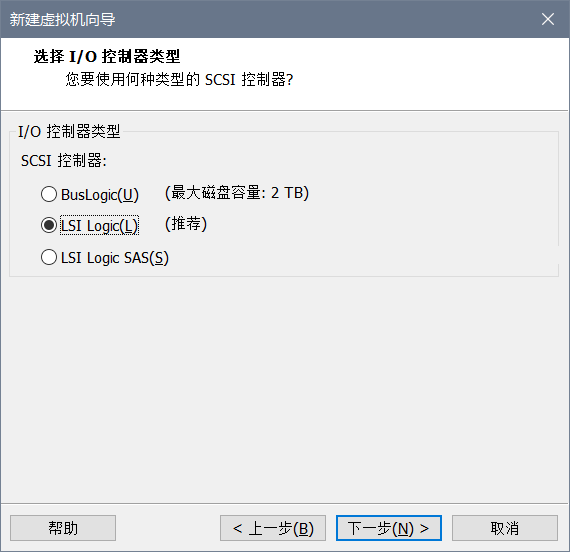 新建虚拟机向导
选择 I/O 控制器类型
您要使用何种类型的 SCSI 控制器?
I/O 控制器类型
SCSI 控制器:
BusLogic(U) (最大磁盘容量: 2 TB)
LSI Logic(L) (推荐)
LSI Logic SAS(S)
帮助 < 上一步(B) 下一步(N) > 取消